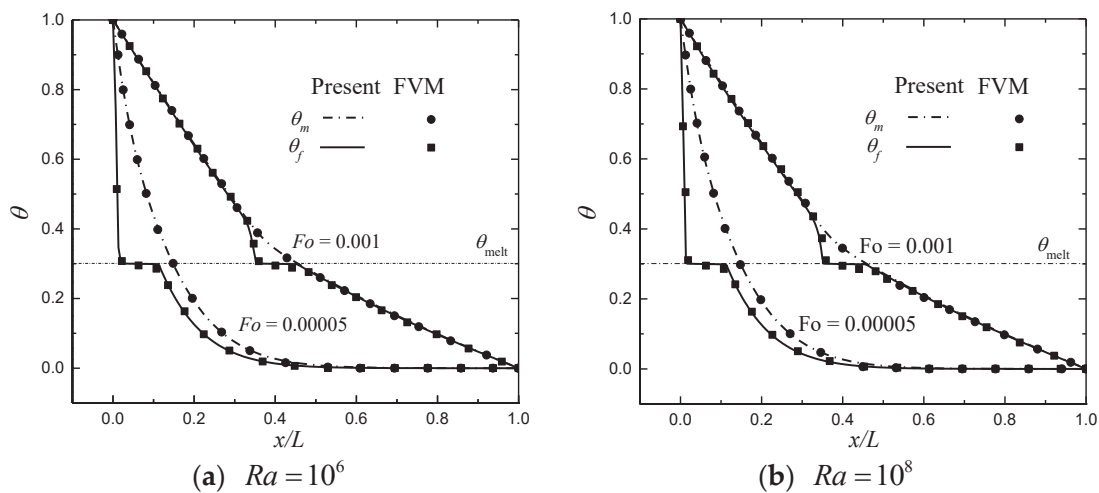 1.0
0.8
0.6
0.4
0.2
0.0
θ
Present FVM
θm
θf
Fo = 0.001
θmelt
Fo = 0.00005
0.0 0.2 0.4 0.6 0.8 1.0
x/L
(a) Ra = 10^6
1.0
0.8
0.6
0.4
0.2
0.0
θ
Present FVM
θm
θf
Fo = 0.001
θmelt
Fo = 0.00005
0.0 0.2 0.4 0.6 0.8 1.0
x/L
(b) Ra = 10^8